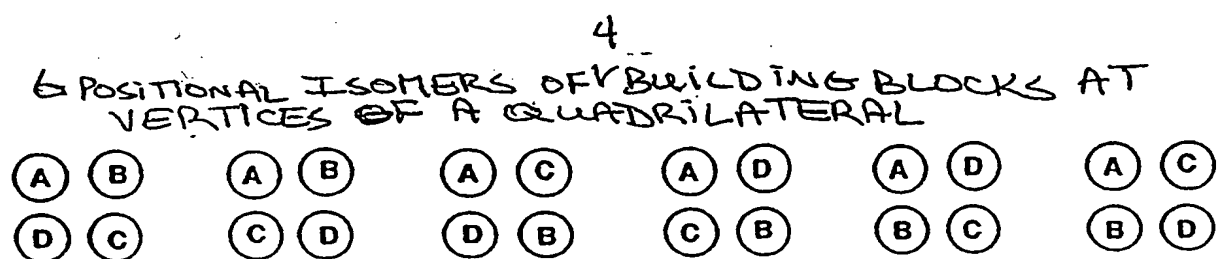 4
6 POSITIONAL ISOMERS OF BUILDING BLOCKS AT
VERTICES OF A QUADRILATERAL
A B A B A C A D A D A C
D C C D D B C B B C B D